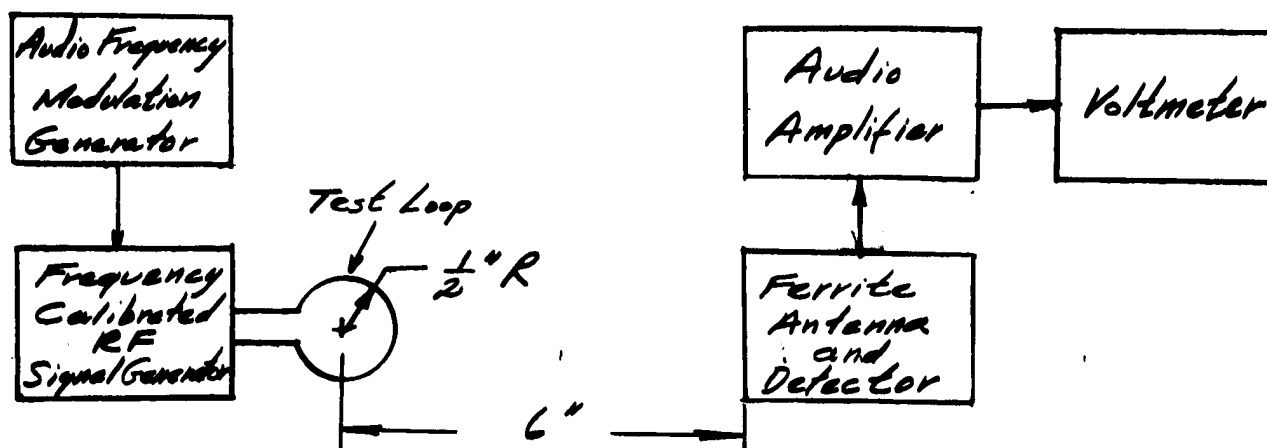 Audio Frequency
Modulation
Generator
Audio
Amplifier
Voltmeter
Test Loop
1/2" R
Frequency
Calibrated
RF
Signal Generator
Ferrite
Antenna
and
Detector
6"